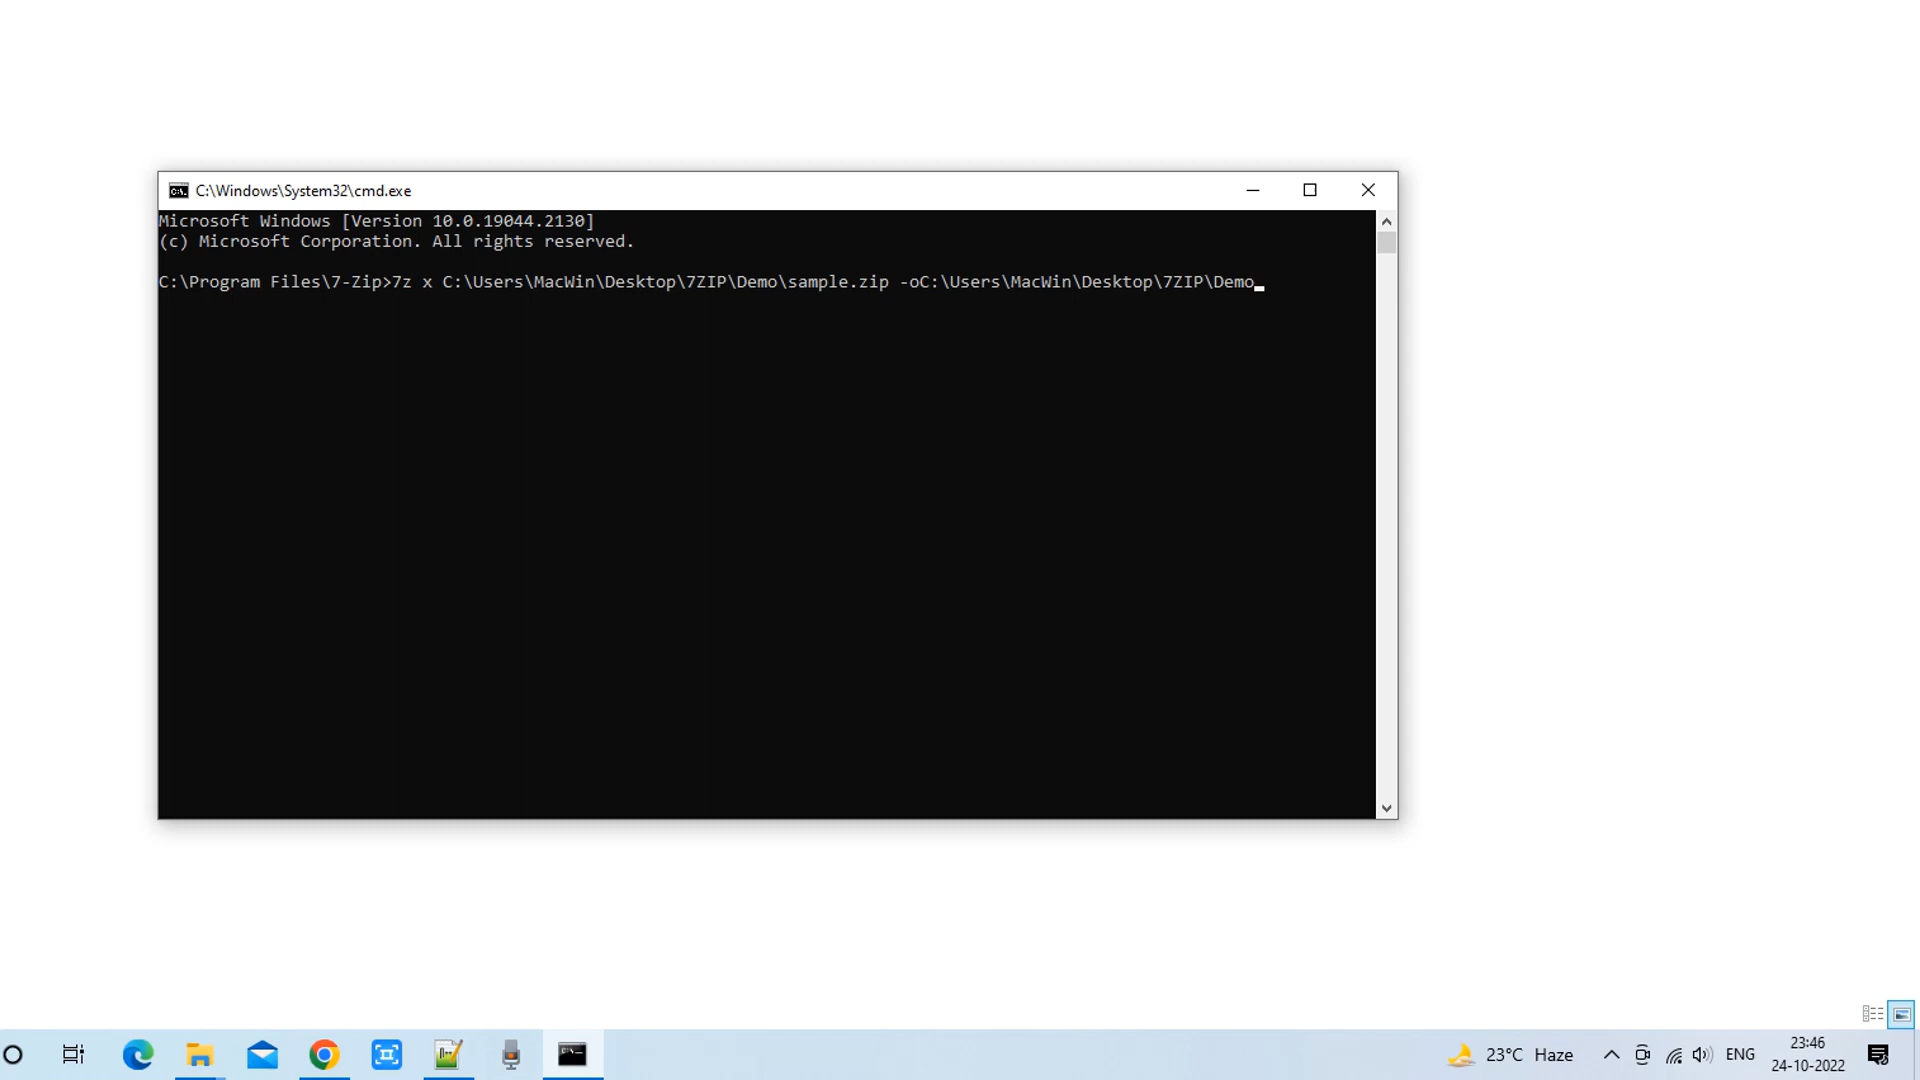 C:\Windows\System32\cmd.exe
Microsoft Windows [Version 10.0.19044.2130]
(c) Microsoft Corporation. All rights reserved.
C:\Program Files\7-Zip>7z x C:\Users\MacWin\Desktop\7ZIP\Demo\sample.zip -oC:\Users\MacWin\Desktop\7ZIP\Demo
23°C Haze
ENG
23:46
24-10-2022